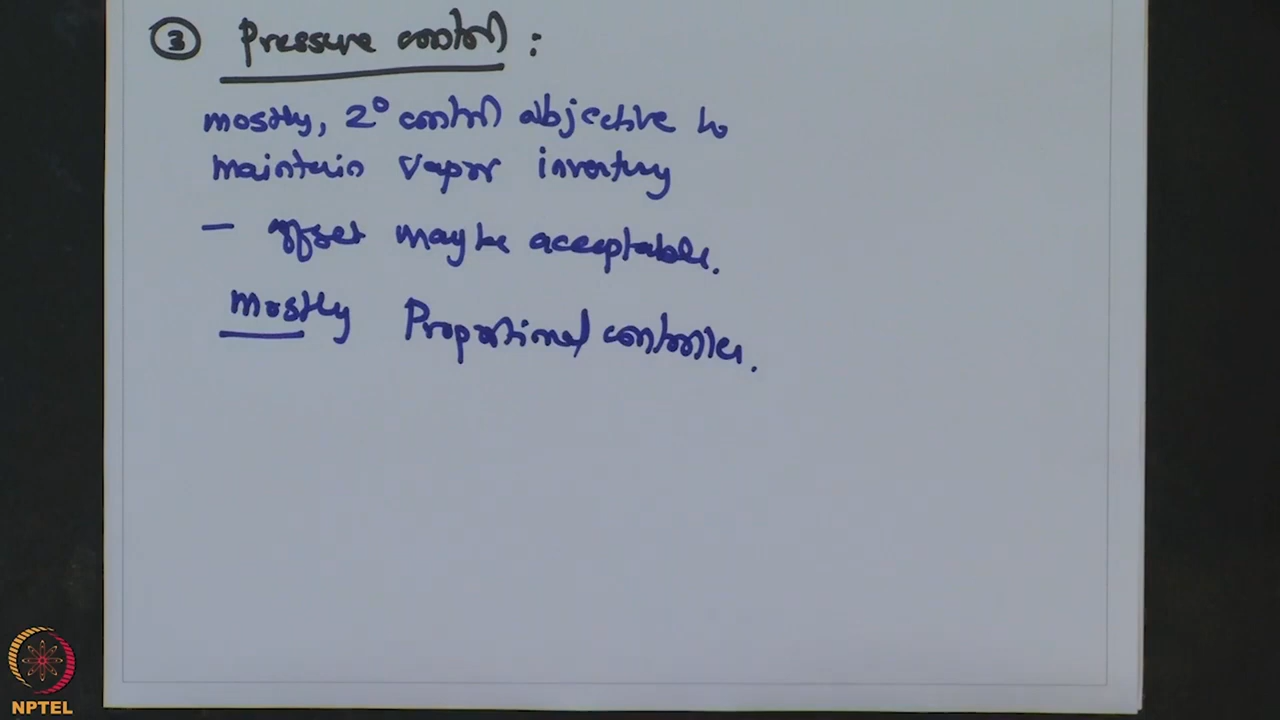 ③ Pressure control :
mostly, 2° control objective to
maintain vapor inventory
- offset may be acceptable.
Mostly Proportional controller.
NPTEL